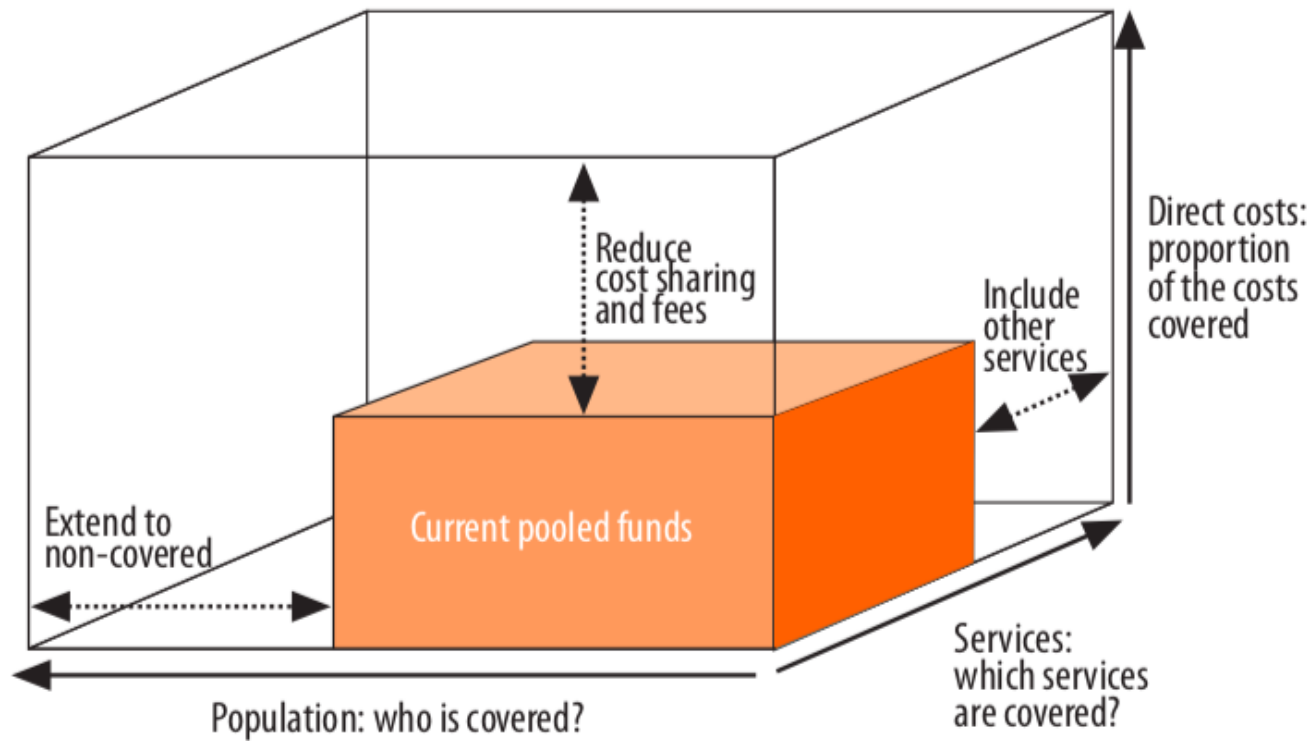 Reduce
cost sharing
and fees
Direct costs:
proportion
of the costs
covered
Include
other
services
Extend to
non-covered
Current pooled funds
Services:
which services
are covered?
Population: who is covered?